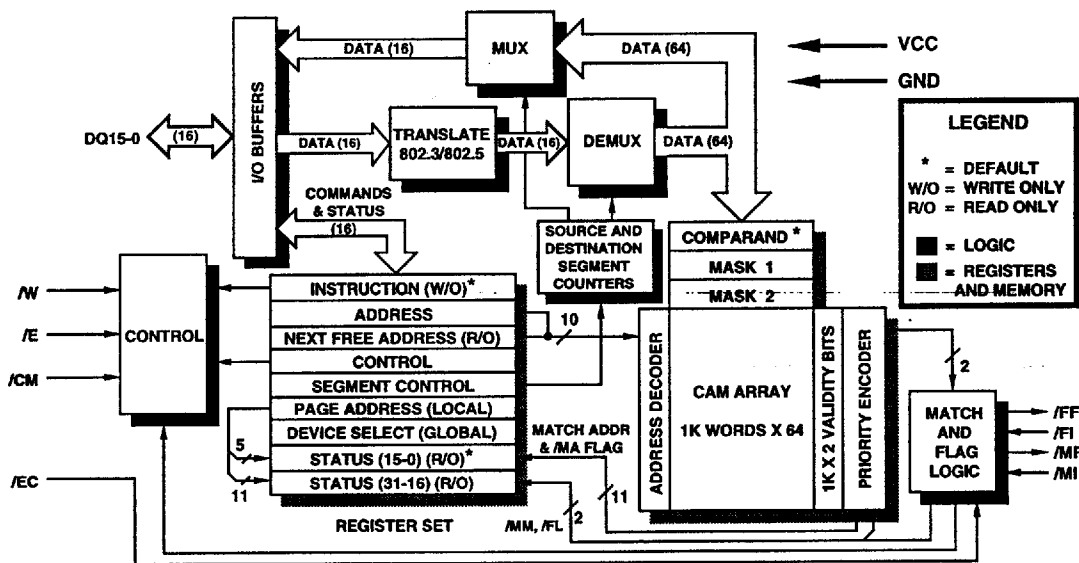 MUX
DATA (16)
DATA (64)
VCC
GND
I/O BUFFERS
DQ15-0
(16)
DATA (16)
TRANSLATE
802.3/802.5
DATA (16)
DEMUX
DATA (64)
LEGEND
* = DEFAULT
W/O = WRITE ONLY
R/O = READ ONLY
= LOGIC
= REGISTERS
AND MEMORY
COMMANDS
& STATUS
(16)
SOURCE AND
DESTINATION
SEGMENT
COUNTERS
COMPARAND *
MASK 1
MASK 2
/W
/E
/CM
/EC
CONTROL
INSTRUCTION (W/O)*
ADDRESS
NEXT FREE ADDRESS (R/O)
CONTROL
SEGMENT CONTROL
PAGE ADDRESS (LOCAL)
DEVICE SELECT (GLOBAL)
STATUS (15-0) (R/O)*
STATUS (31-16) (R/O)
REGISTER SET
5
11
10
MATCH ADDR
& /MA FLAG
11
/MM, /FL
2
ADDRESS DECODER
CAM ARRAY
1K WORDS X 64
1K X 2 VALIDITY BITS
PRIORITY ENCODER
2
MATCH
AND
FLAG
LOGIC
/FF
/FI
/MF
/MI